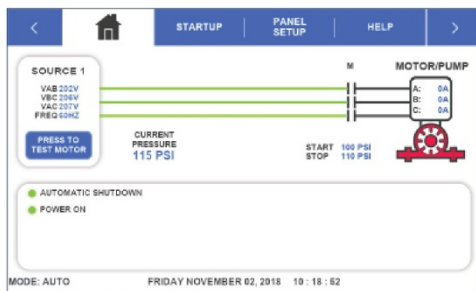 STARTUP
PANEL
SETUP
HELP
SOURCE 1
VAB 202V
VBC 206V
VAC 207V
FREQ 60HZ
PRESS TO
TEST MOTOR
CURRENT
PRESSURE
115 PSI
M
MOTOR/PUMP
A: 0A
B: 0A
C: 0A
START 100 PSI
STOP 110 PSI
AUTOMATIC SHUTDOWN
POWER ON
MODE: AUTO FRIDAY NOVEMBER 02, 2018 10 : 18 : 52